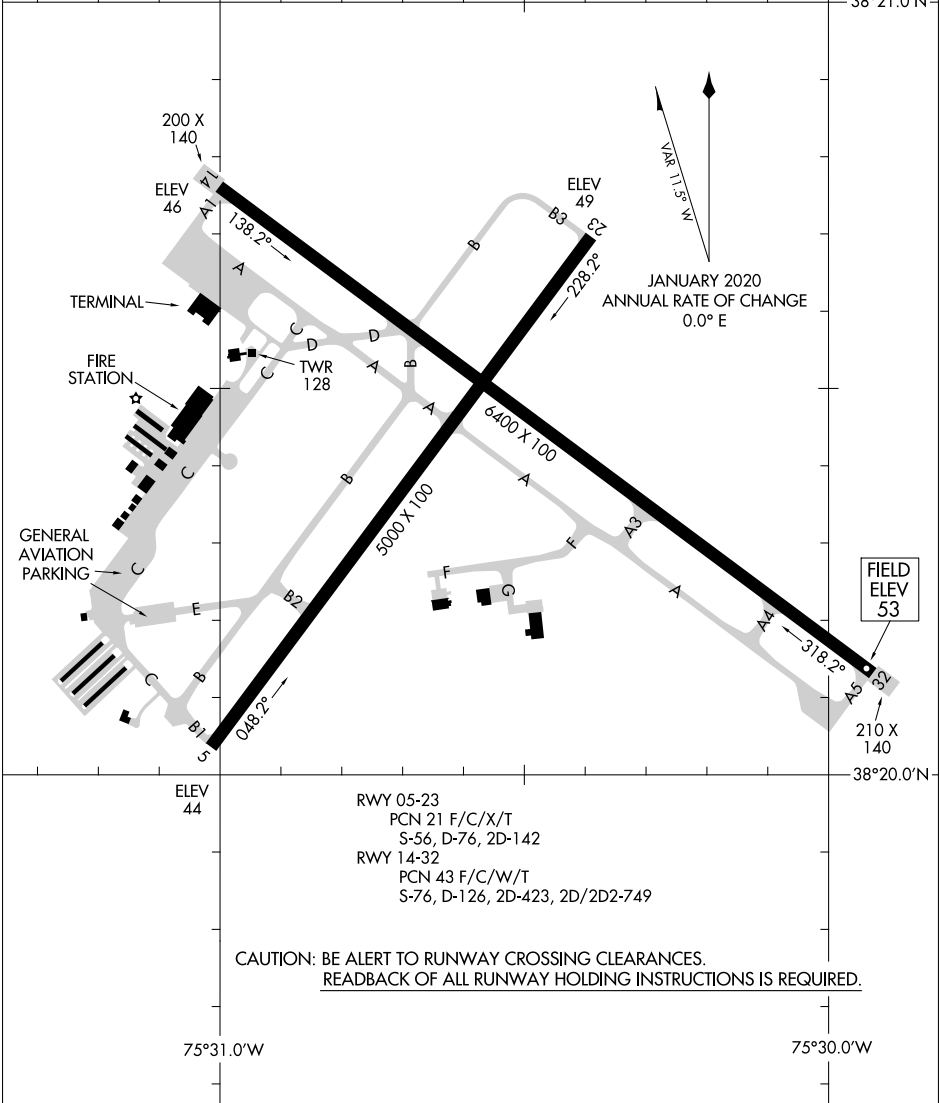 38°21.0'N
200 X
140
14
ELEV
46
A1
138.2°
ELEV
49
B3
23
228.2°
VAR 11.5° W
JANUARY 2020
ANNUAL RATE OF CHANGE
0.0° E
A
B
TERMINAL
C
D
D
A
B
C
TWR
128
FIRE
STATION
A
6400 X 100
C
B
A
5000 X 100
A3
F
GENERAL
AVIATION
PARKING
C
F
G
A
FIELD
ELEV
53
E
B2
A4
318.2°
C
B
A5
32
048.2°
B1
5
210 X
140
38°20.0'N
ELEV
44
RWY 05-23
PCN 21 F/C/X/T
S-56, D-76, 2D-142
RWY 14-32
PCN 43 F/C/W/T
S-76, D-126, 2D-423, 2D/2D2-749
CAUTION: BE ALERT TO RUNWAY CROSSING CLEARANCES.
READBACK OF ALL RUNWAY HOLDING INSTRUCTIONS IS REQUIRED.
75°31.0'W
75°30.0'W